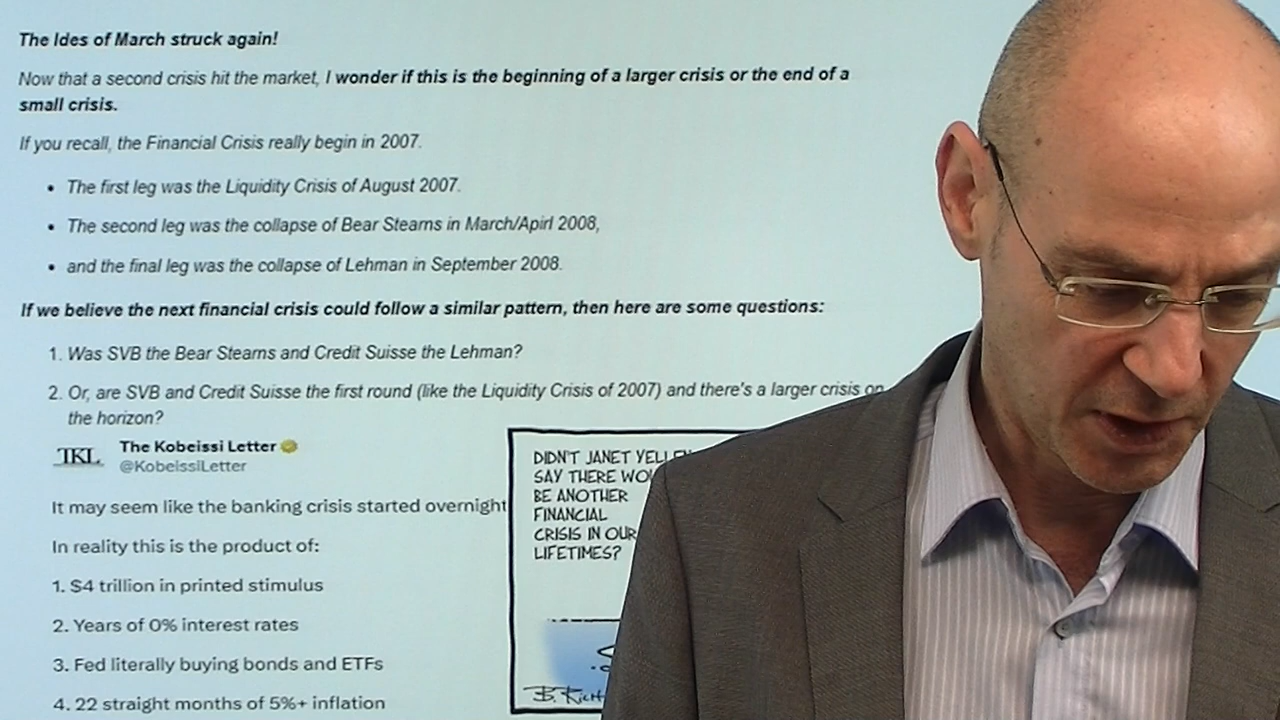 The Ides of March struck again!
Now that a second crisis hit the market, I wonder if this is the beginning of a larger crisis or the end of a
small crisis.
If you recall, the Financial Crisis really begin in 2007.
• The first leg was the Liquidity Crisis of August 2007.
• The second leg was the collapse of Bear Stearns in March/Apirl 2008,
• and the final leg was the collapse of Lehman in September 2008.
If we believe the next financial crisis could follow a similar pattern, then here are some questions:
1. Was SVB the Bear Stearns and Credit Suisse the Lehman?
2. Or, are SVB and Credit Suisse the first round (like the Liquidity Crisis of 2007) and there's a larger crisis on
the horizon?
TKL
The Kobeissi Letter
@KobeissiLetter
It may seem like the banking crisis started overnight
In reality this is the product of:
1. $4 trillion in printed stimulus
2. Years of 0% interest rates
3. Fed literally buying bonds and ETFs
4. 22 straight months of 5%+ inflation
DIDN'T JANET YELLEN
SAY THERE
BE ANOTHER
FINANCIAL
CRISIS IN OUR
LIFETIMES?